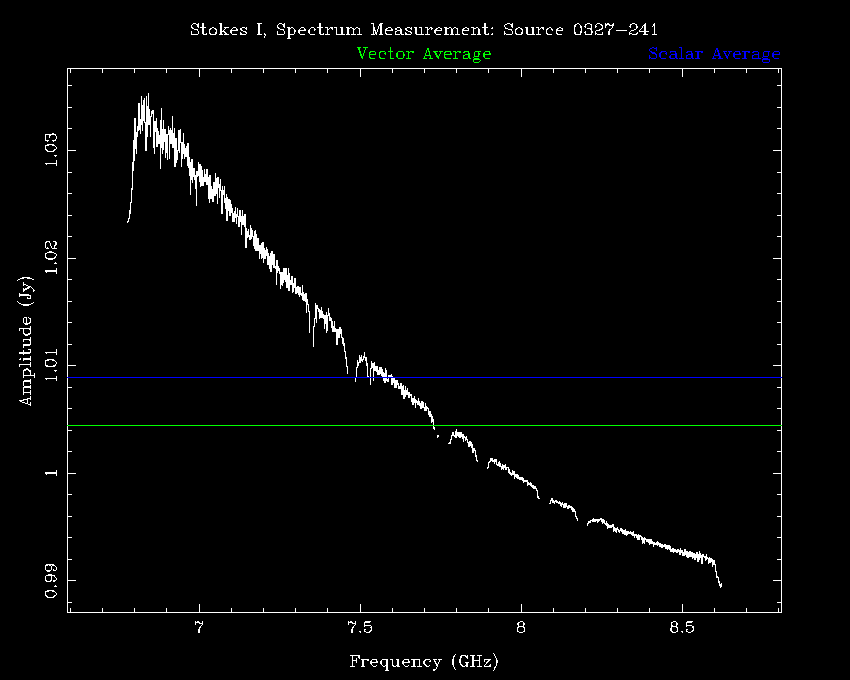 Stokes I, Spectrum Measurement: Source 0327-241
Vector Average
Scalar Average
1.03
1.02
1.01
1
0.99
Amplitude (Jy)
7
7.5
8
8.5
Frequency (GHz)